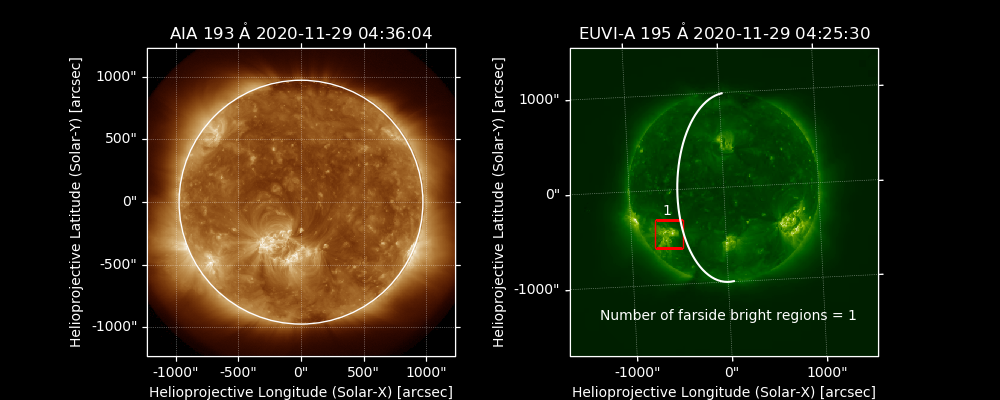 AIA 193 Å 2020-11-29 04:36:04
1000"
500"
0"
-500"
-1000"
-1000"
-500"
0"
500"
1000"
Helioprojective Longitude (Solar-X) [arcsec]
Helioprojective Latitude (Solar-Y) [arcsec]
EUVI-A 195 Å 2020-11-29 04:25:30
1000"
0"
-1000"
1
Number of farside bright regions = 1
-1000"
0"
1000"
Helioprojective Longitude (Solar-X) [arcsec]
Helioprojective Latitude (Solar-Y) [arcsec]